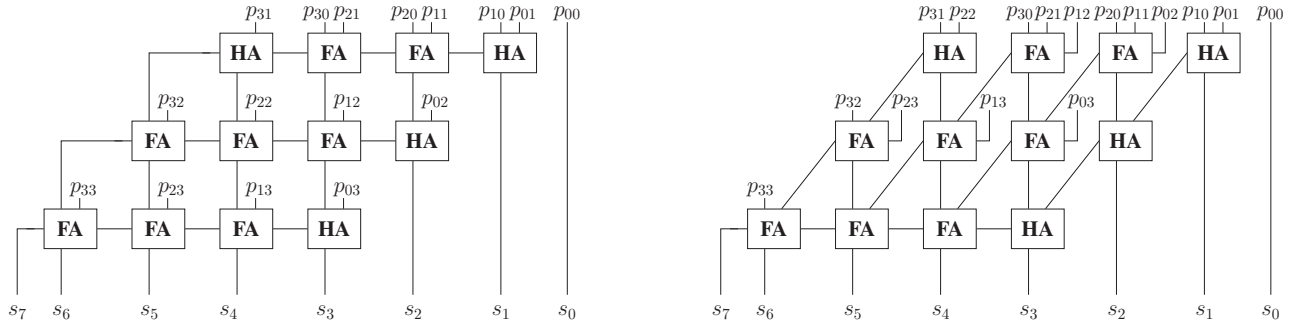 p31 p30 p21 p20 p11 p10 p01 p00
HA FA FA HA
p32 p22 p12 p02
FA FA FA HA
p33 p23 p13 p03
FA FA FA HA
s7 s6 s5 s4 s3 s2 s1 s0
p31 p22 p30 p21 p12 p20 p11 p02 p10 p01 p00
HA FA FA HA
p32 p23 p13 p03
FA FA FA HA
p33
FA FA FA HA
s7 s6 s5 s4 s3 s2 s1 s0